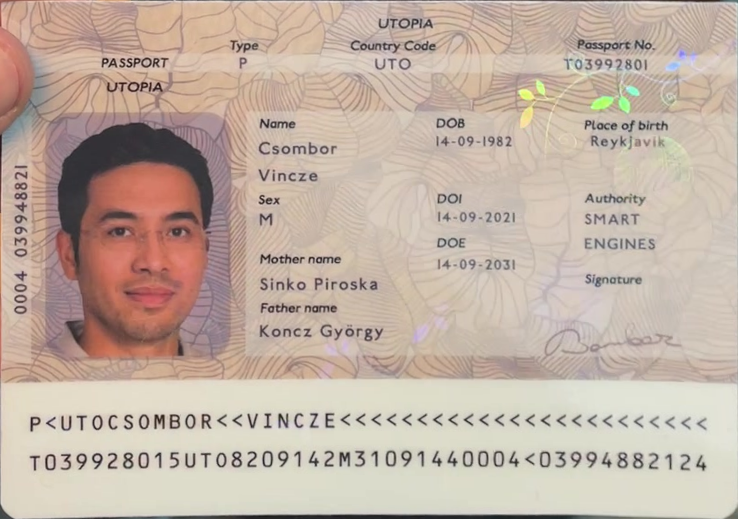 UTOPIA
Type Country Code Passport No.
PASSPORT P UTO T03992801
UTOPIA
Name DOB Place of birth
Csombor 14-09-1982 Reykjavik
Vincze
Sex DOI Authority
M 14-09-2021 SMART
DOE ENGINES
Mother name 14-09-2031
Sinko Piroska Signature
Father name
Koncz György
0004 039948821
P<UTOCSOMBOR<<VINCZE<<<<<<<<<<<<<<<<<<<<<<<<
T039928015UTO8209142M31091440004<03994882124